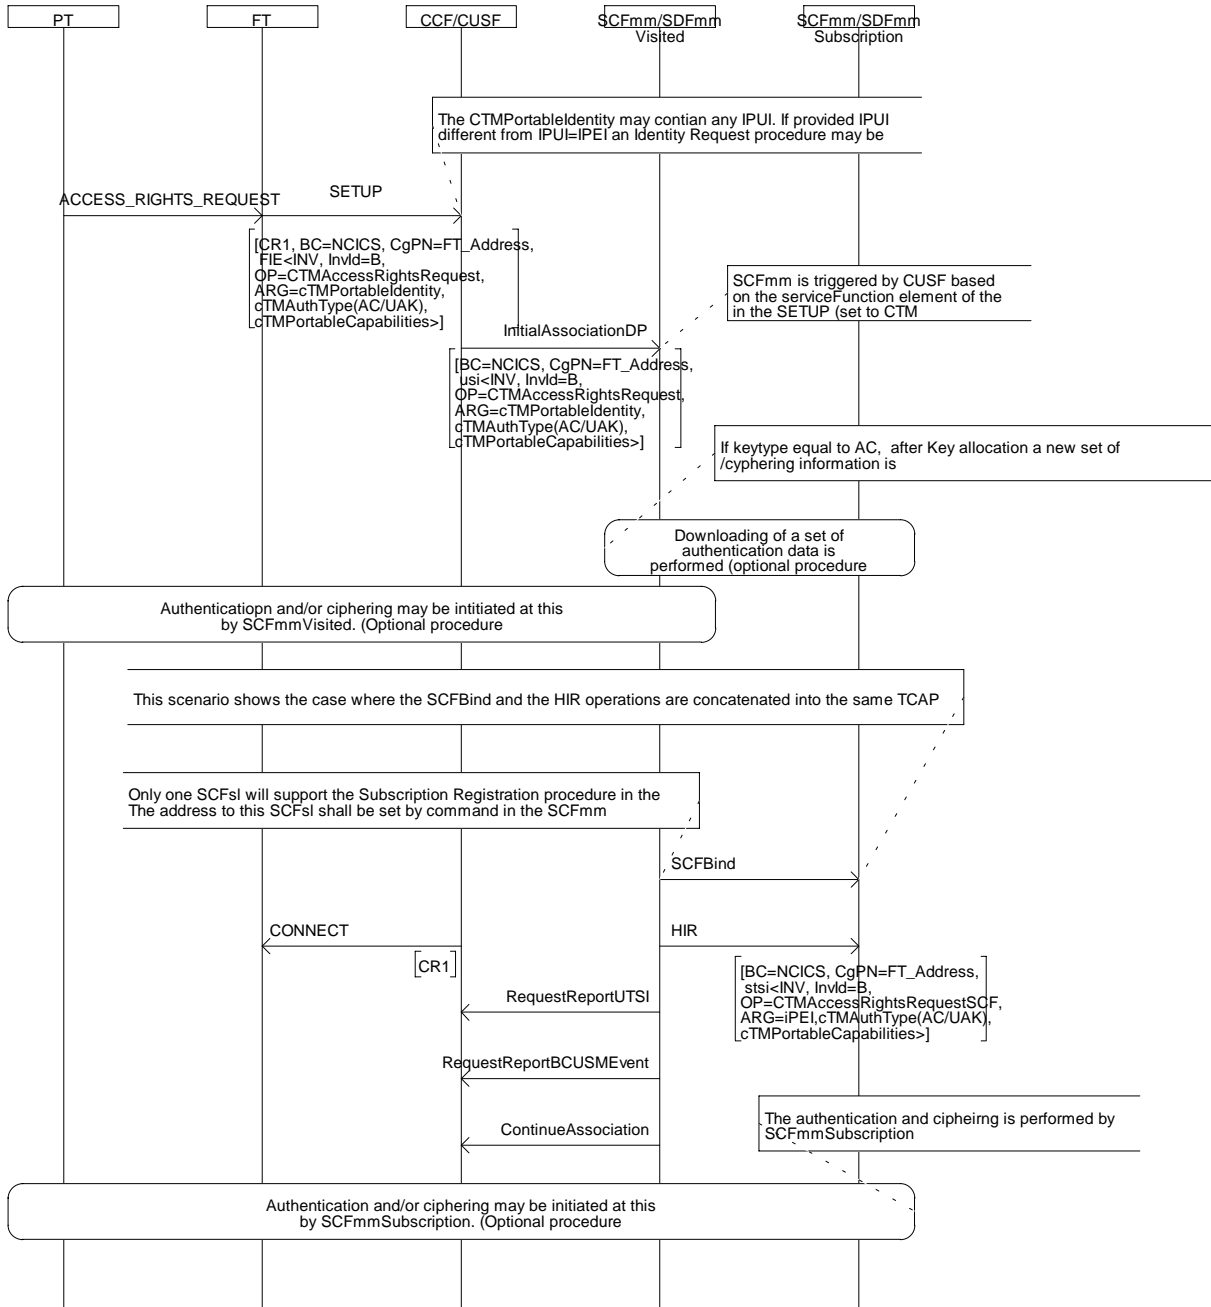 PT
FT
CCF/CUSF
SCFmm/SDFmm
Visited
SCFmm/SDFmm
Subscription
The CTMPortableIdentity may contian any IPUI. If provided IPUI
different from IPUI=IPEI an Identity Request procedure may be
ACCESS_RIGHTS_REQUEST
SETUP
[CR1, BC=NCICS, CgPN=FT_Address,
FIE<INV, InvId=B,
OP=CTMAccessRightsRequest,
ARG=cTMPortableIdentity,
cTMAuthType(AC/UAK),
cTMPortableCapabilities>]
SCFmm is triggered by CUSF based
on the serviceFunction element of the
in the SETUP (set to CTM
InitialAssociationDP
[BC=NCICS, CgPN=FT_Address,
usi<INV, InvId=B,
OP=CTMAccessRightsRequest,
ARG=cTMPortableIdentity,
cTMAuthType(AC/UAK),
cTMPortableCapabilities>]
If keytype equal to AC, after Key allocation a new set of
/cyphering information is
Downloading of a set of
authentication data is
performed (optional procedure
Authenticatiopn and/or ciphering may be intitiated at this
by SCFmmVisited. (Optional procedure
This scenario shows the case where the SCFBind and the HIR operations are concatenated into the same TCAP
Only one SCFsl will support the Subscription Registration procedure in the
The address to this SCFsl shall be set by command in the SCFmm
SCFBind
CONNECT
HIR
[CR1]
[BC=NCICS, CgPN=FT_Address,
stsi<INV, InvId=B,
OP=CTMAccessRightsRequestSCF,
ARG=iPEI,cTMAuthType(AC/UAK),
cTMPortableCapabilities>]
RequestReportUTSI
RequestReportBCUSMEvent
The authentication and cipheirng is performed by
SCFmmSubscription
ContinueAssociation
Authentication and/or ciphering may be initiated at this
by SCFmmSubscription. (Optional procedure